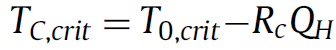 T_{C,crit} = T_{0,crit} − R_c Q_H